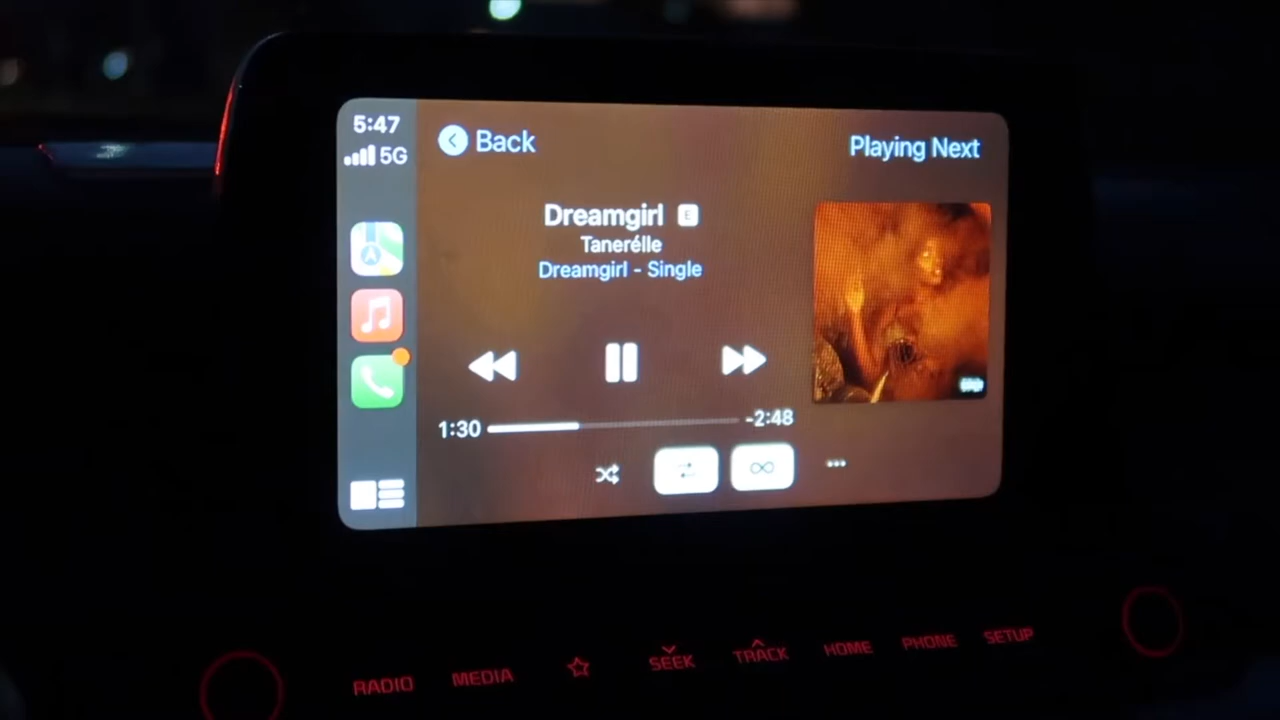 5:47
5G
Back
Playing Next
Dreamgirl E
Tanerélle
Dreamgirl - Single
1:30
-2:48
RADIO
MEDIA
SEEK
TRACK
HOME
PHONE
SETUP